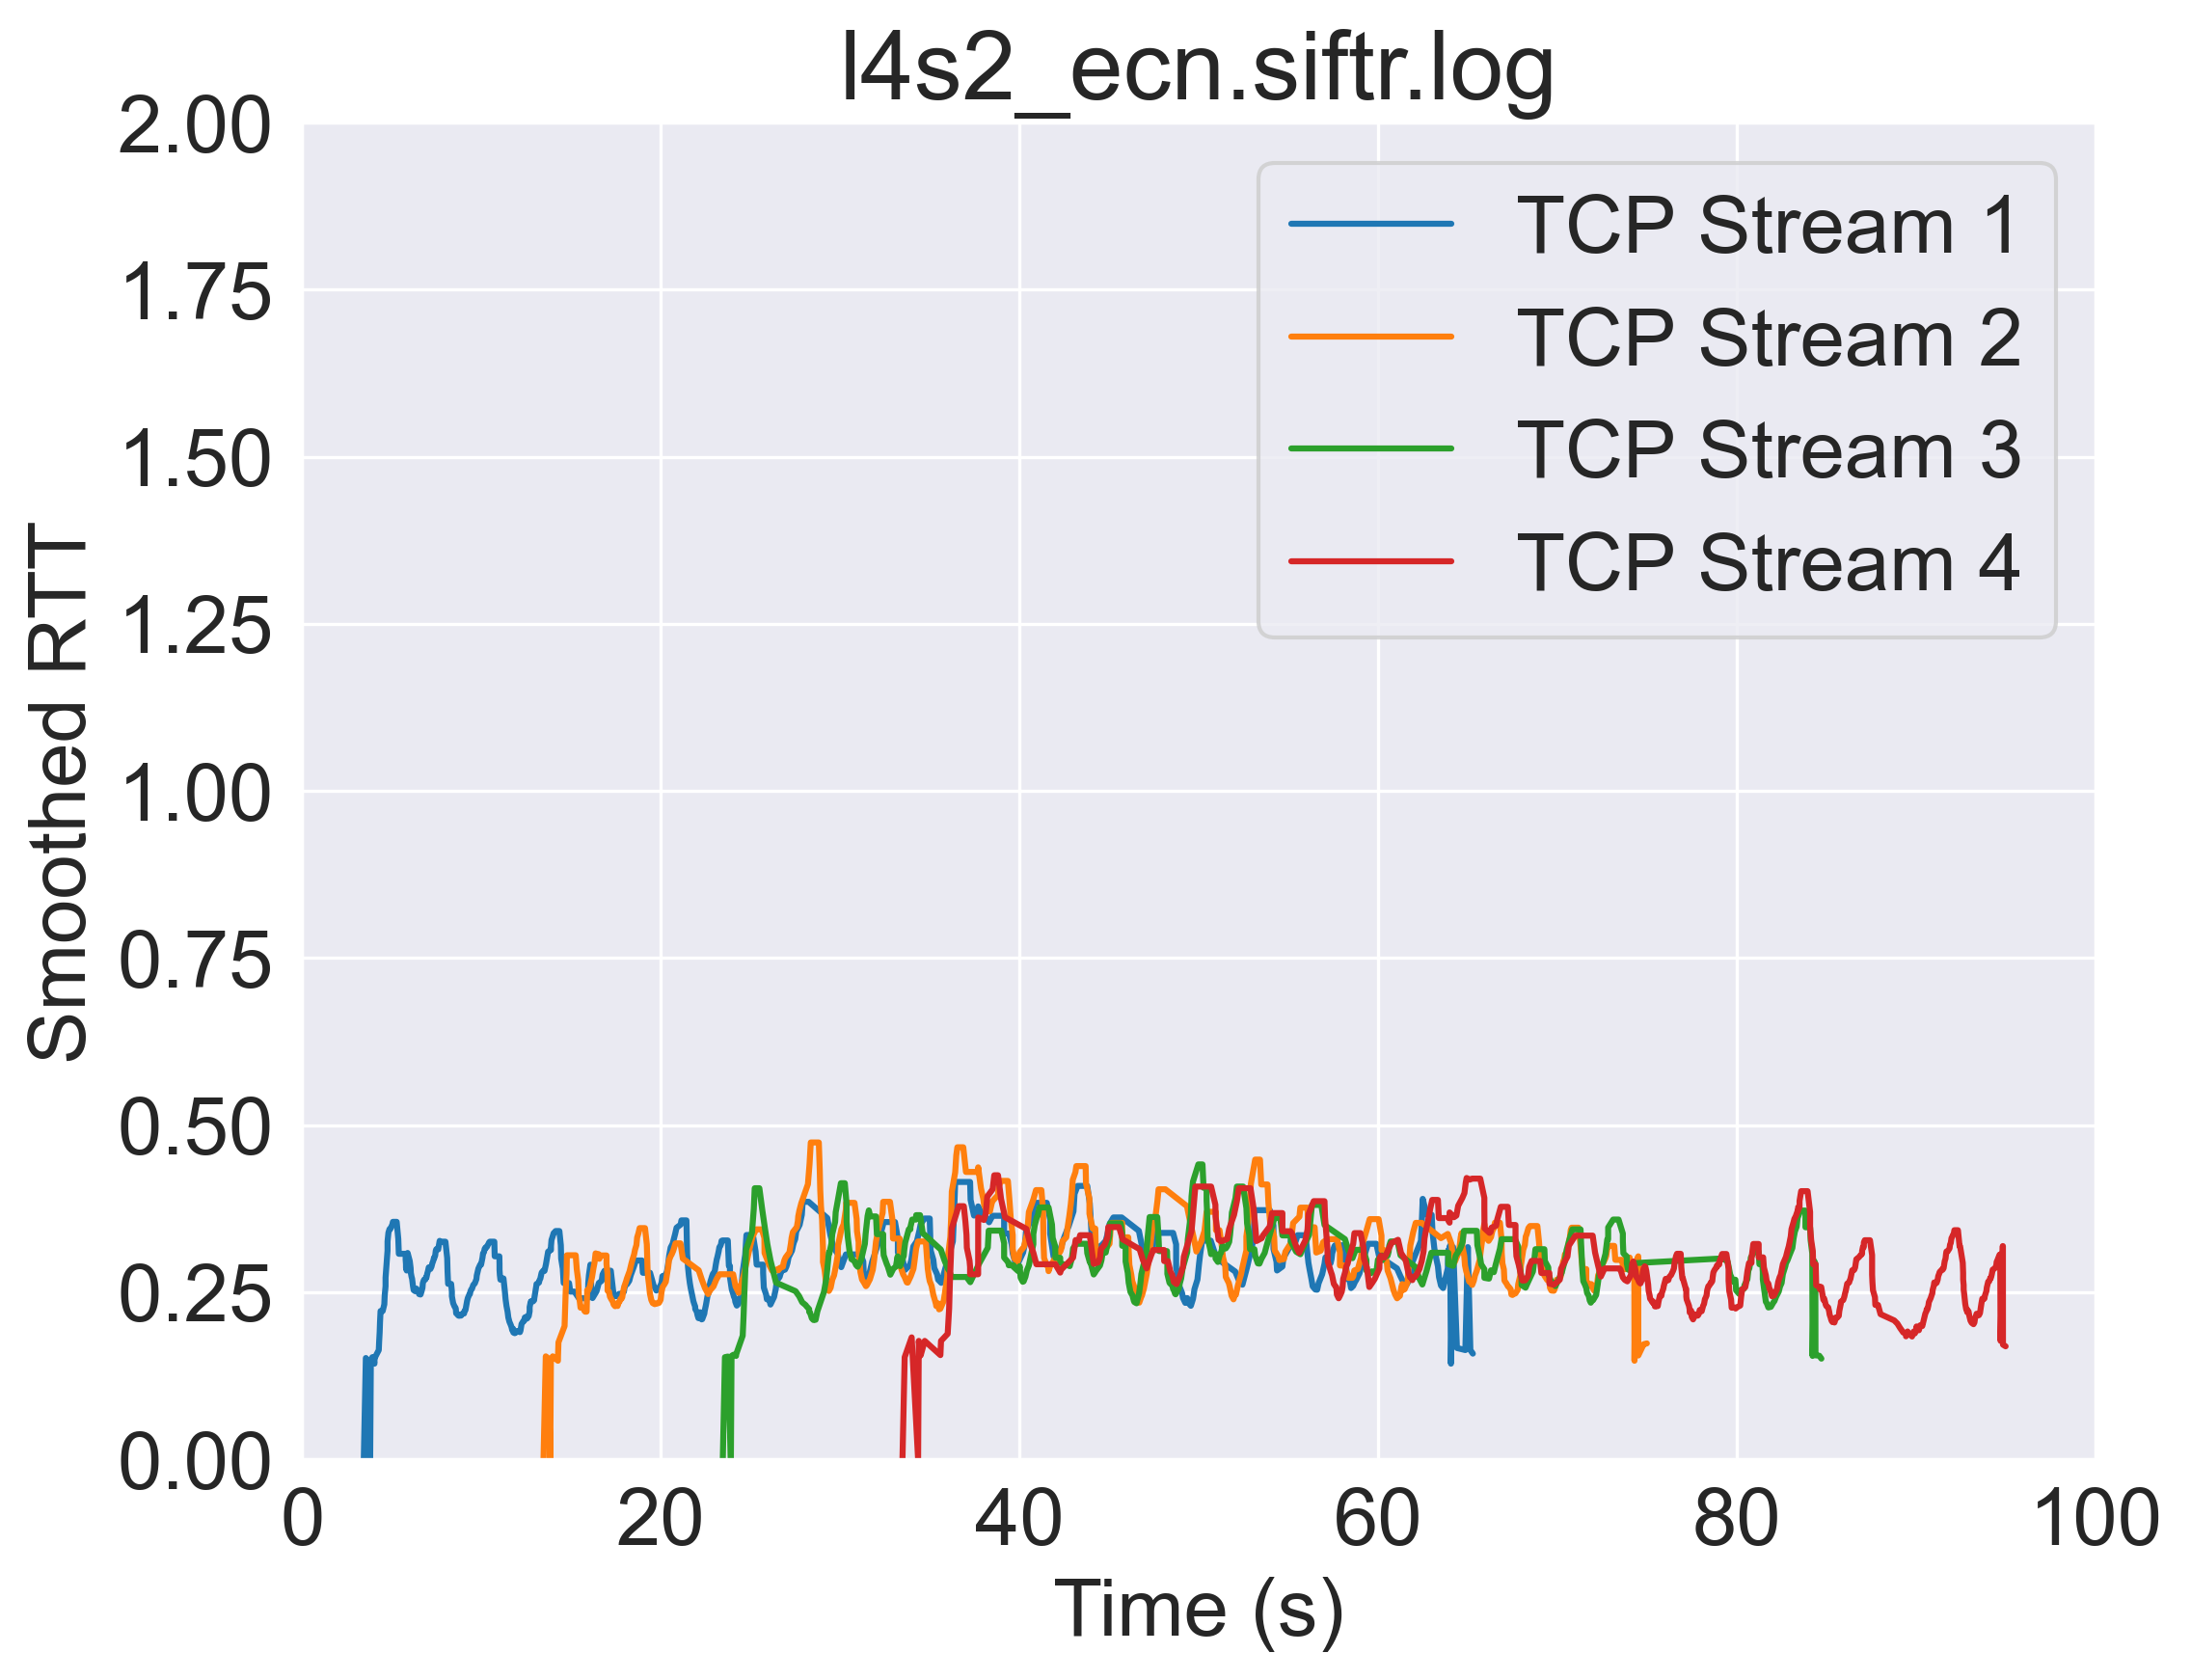 l4s2_ecn.siftr.log
2.00
1.75
1.50
1.25
1.00
0.75
0.50
0.25
0.00
Smoothed RTT
TCP Stream 1
TCP Stream 2
TCP Stream 3
TCP Stream 4
0 20 40 60 80 100
Time (s)